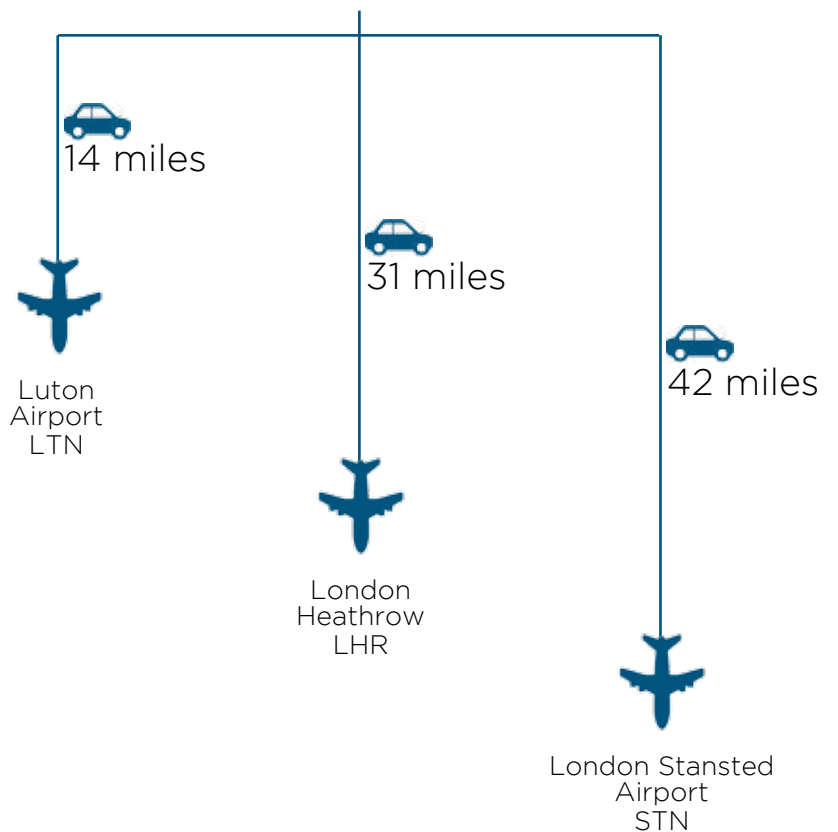 14 miles
31 miles
42 miles
Luton
Airport
LTN
London
Heathrow
LHR
London Stansted
Airport
STN